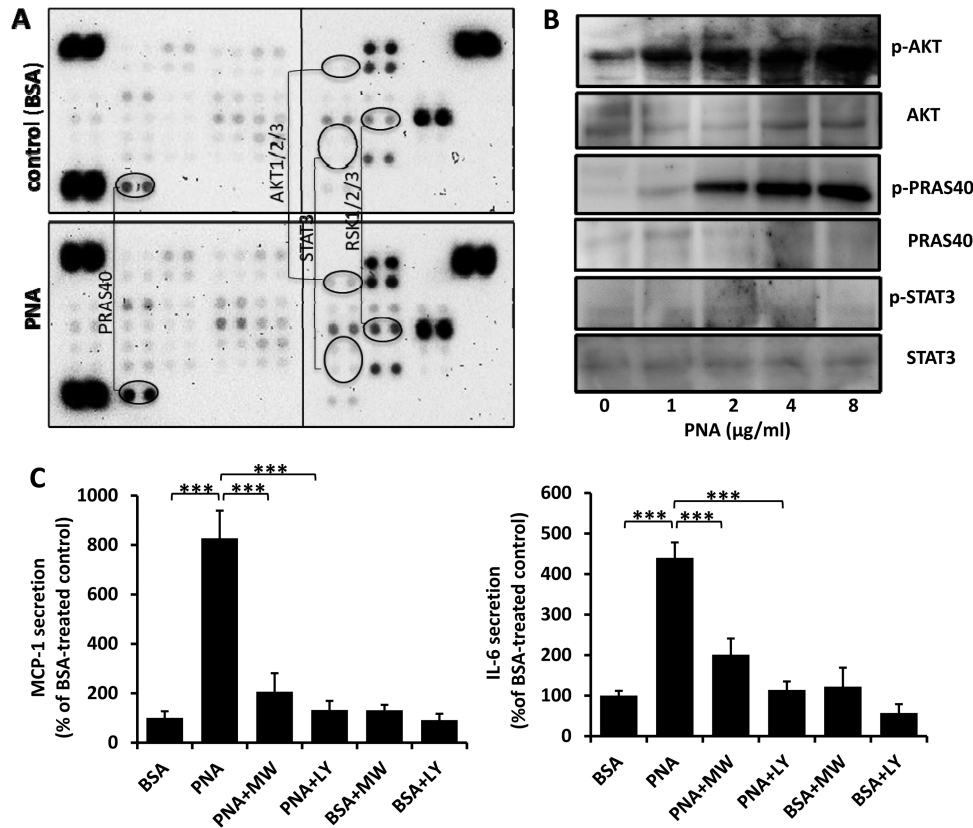 A
control (BSA)
PNA
PRAS40
AKT1/2/3
STAT3
RSK1/2/3
B
p-AKT
AKT
p-PRAS40
PRAS40
p-STAT3
STAT3
0 1 2 4 8
PNA (µg/ml)
C
MCP-1 secretion
(% of BSA-treated control)
1000
800
600
400
200
0
***
*** ***
BSA PNA PNA+MW PNA+LY BSA+MW BSA+LY
IL-6 secretion
(%of BSA-treated control)
600
500
400
300
200
100
0
***
*** ***
BSA PNA PNA+MW PNA+LY BSA+MW BSA+LY